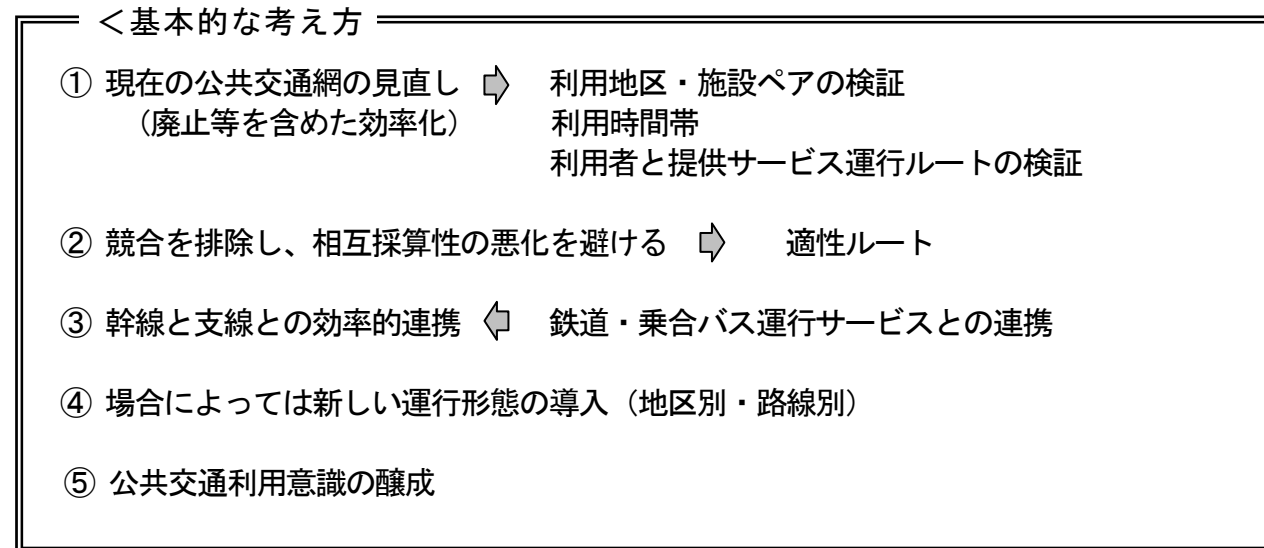 ＜基本的な考え方
① 現在の公共交通網の見直し ⇨ 利用地区・施設ペアの検証
（廃止等を含めた効率化） 利用時間帯
利用者と提供サービス運行ルートの検証
② 競合を排除し、相互採算性の悪化を避ける ⇨ 適性ルート
③ 幹線と支線との効率的連携 ⇦ 鉄道・乗合バス運行サービスとの連携
④ 場合によっては新しい運行形態の導入（地区別・路線別）
⑤ 公共交通利用意識の醸成